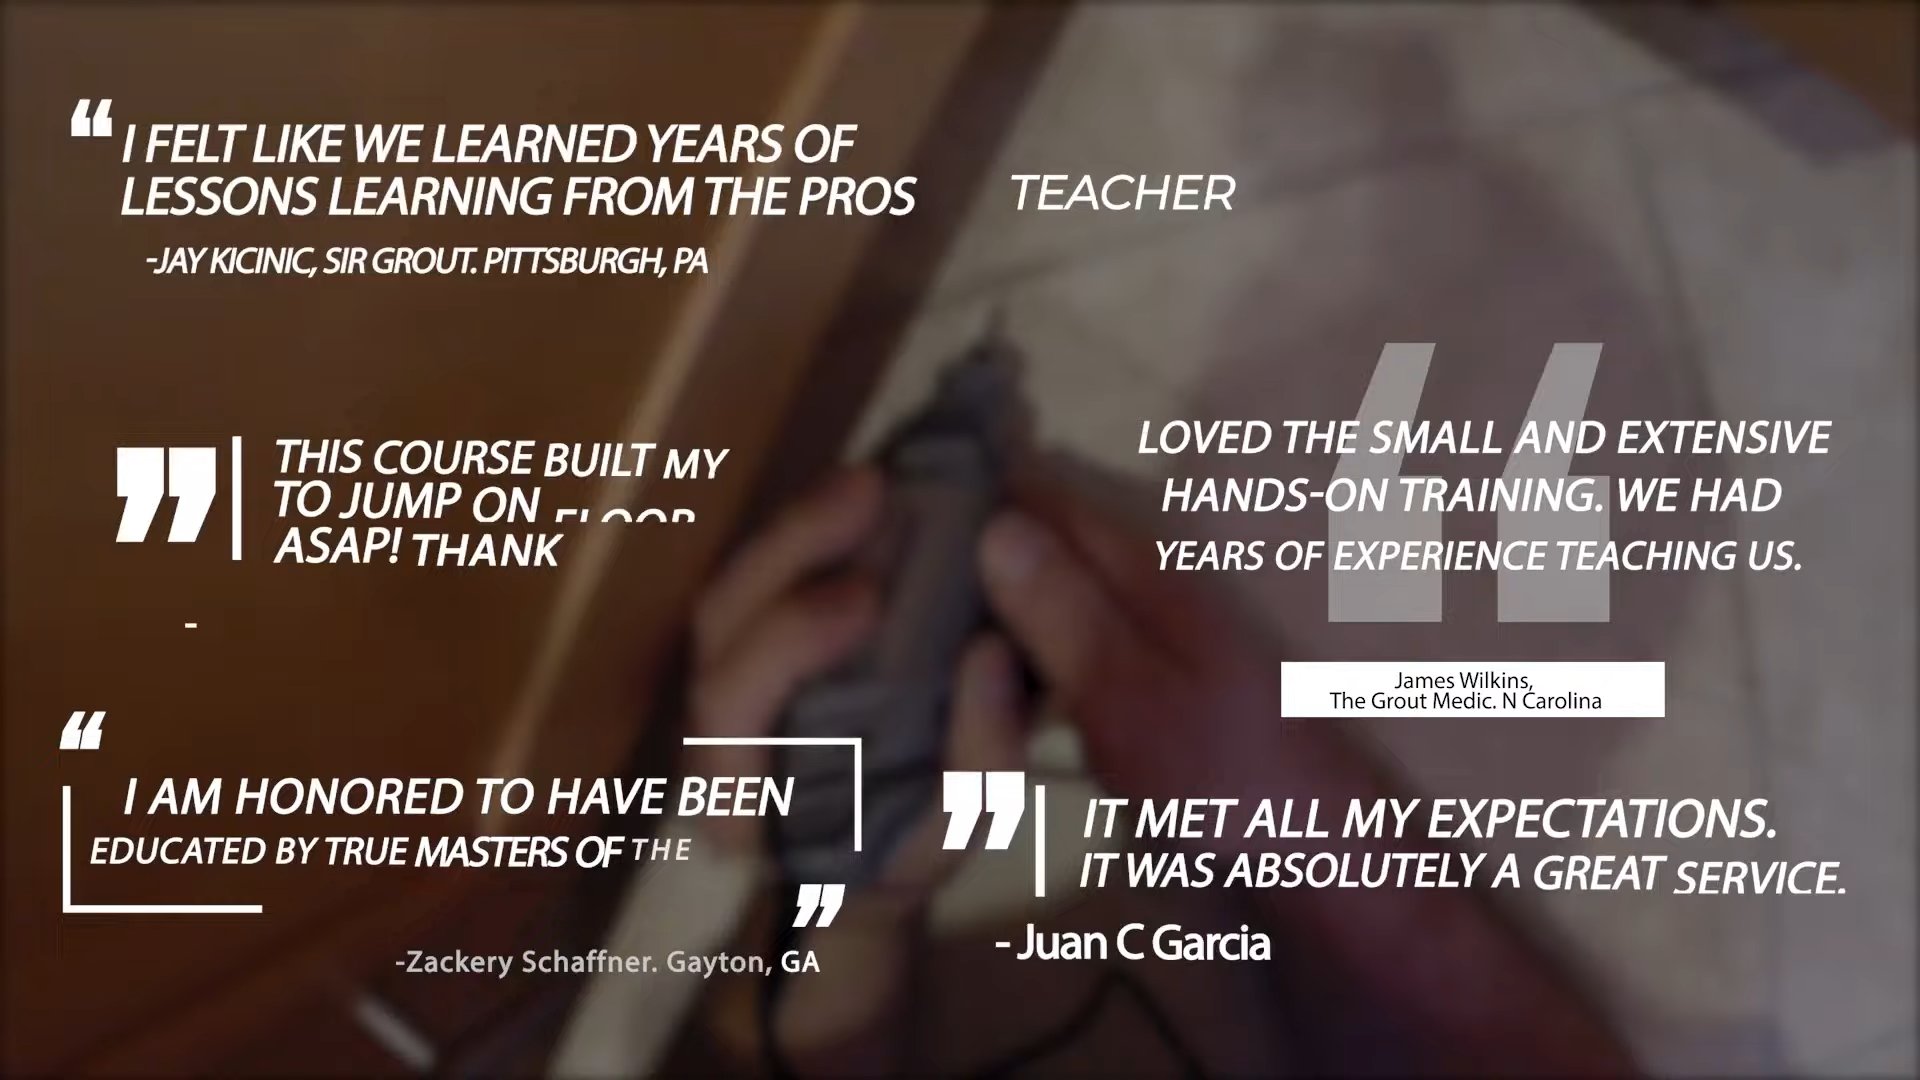 “ I FELT LIKE WE LEARNED YEARS OF
LESSONS LEARNING FROM THE PROS
-JAY KICINIC, SIR GROUT. PITTSBURGH, PA
TEACHER
” THIS COURSE BUILT MY
TO JUMP ON
ASAP! THANK
-
LOVED THE SMALL AND EXTENSIVE
HANDS-ON TRAINING. WE HAD
YEARS OF EXPERIENCE TEACHING US.
James Wilkins,
The Grout Medic. N Carolina
“
I AM HONORED TO HAVE BEEN
EDUCATED BY TRUE MASTERS OF THE
”
-Zackery Schaffner. Gayton, GA
” IT MET ALL MY EXPECTATIONS.
IT WAS ABSOLUTELY A GREAT SERVICE.
- Juan C Garcia